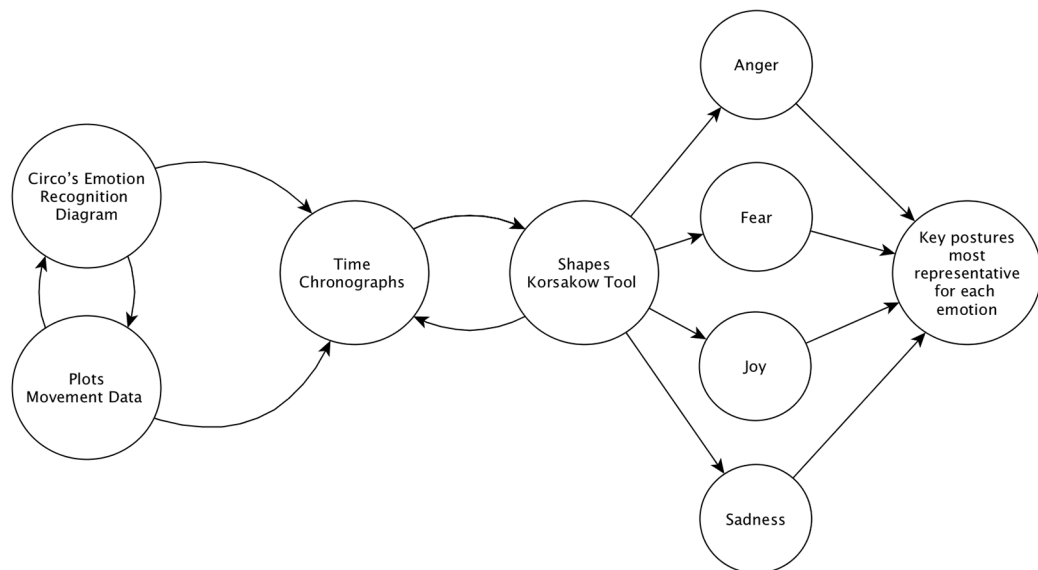 Circo's Emotion
Recognition
Diagram
Plots
Movement Data
Time
Chronographs
Shapes
Korsakow Tool
Anger
Fear
Joy
Sadness
Key postures
most
representative
for each
emotion